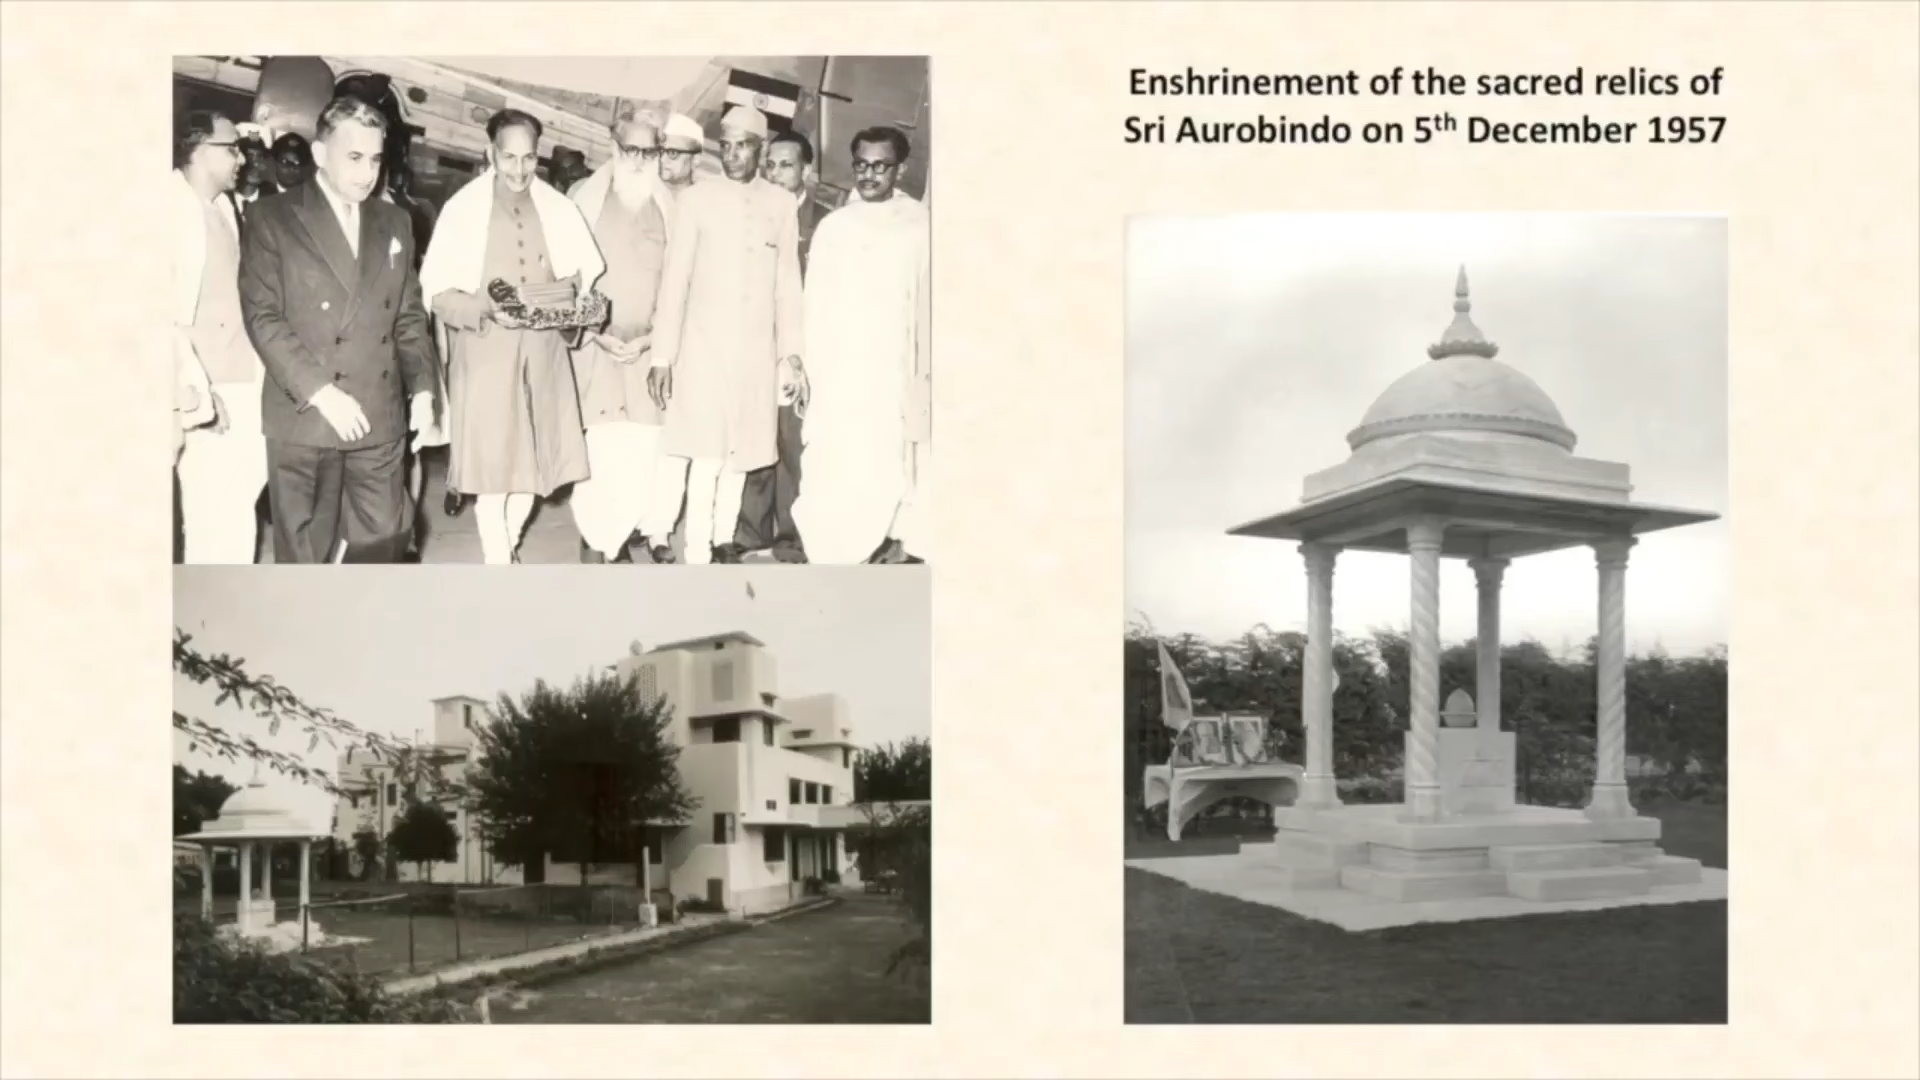 Enshrinement of the sacred relics of
Sri Aurobindo on 5th December 1957